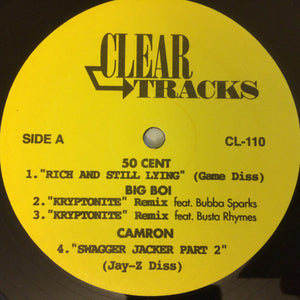 CLEAR
TRACKS
SIDE A
CL-110
50 CENT
1."RICH AND STILL LYING" (Game Diss)
BIG BOI
2."KRYPTONITE" Remix feat. Bubba Sparks
3."KRYPTONITE" Remix feat. Busta Rhymes
CAMRON
4."SWAGGER JACKER PART 2"
(Jay-Z Diss)